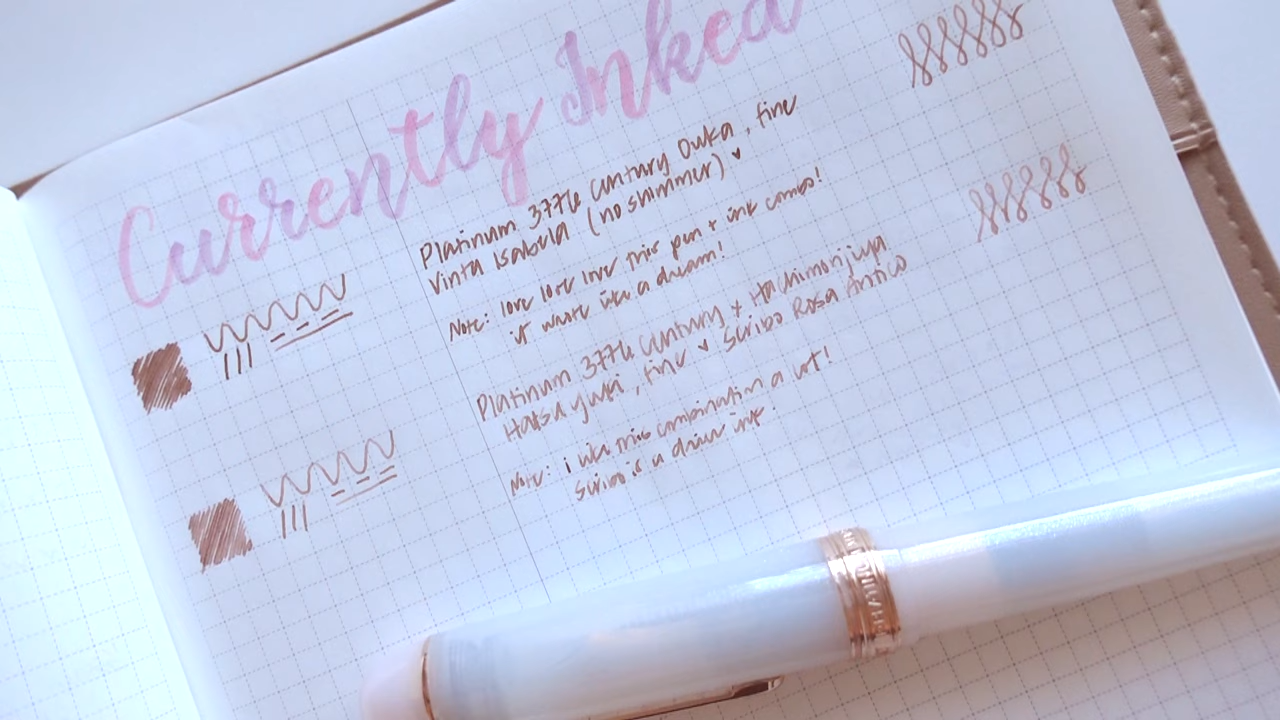 Currently Inked
Platinum 3776 Century Ouka, fine
Vinta Isabela (no shimmer) ♥
Note: love love love this pen + ink combo!
it wrote like a dream!
Platinum 3776 Century + Hachimonjiya
Hatsuyuki, fine ♥ Scribo Rosa Antico
Note: i like this combination a lot!
Scribo is a drier ink.